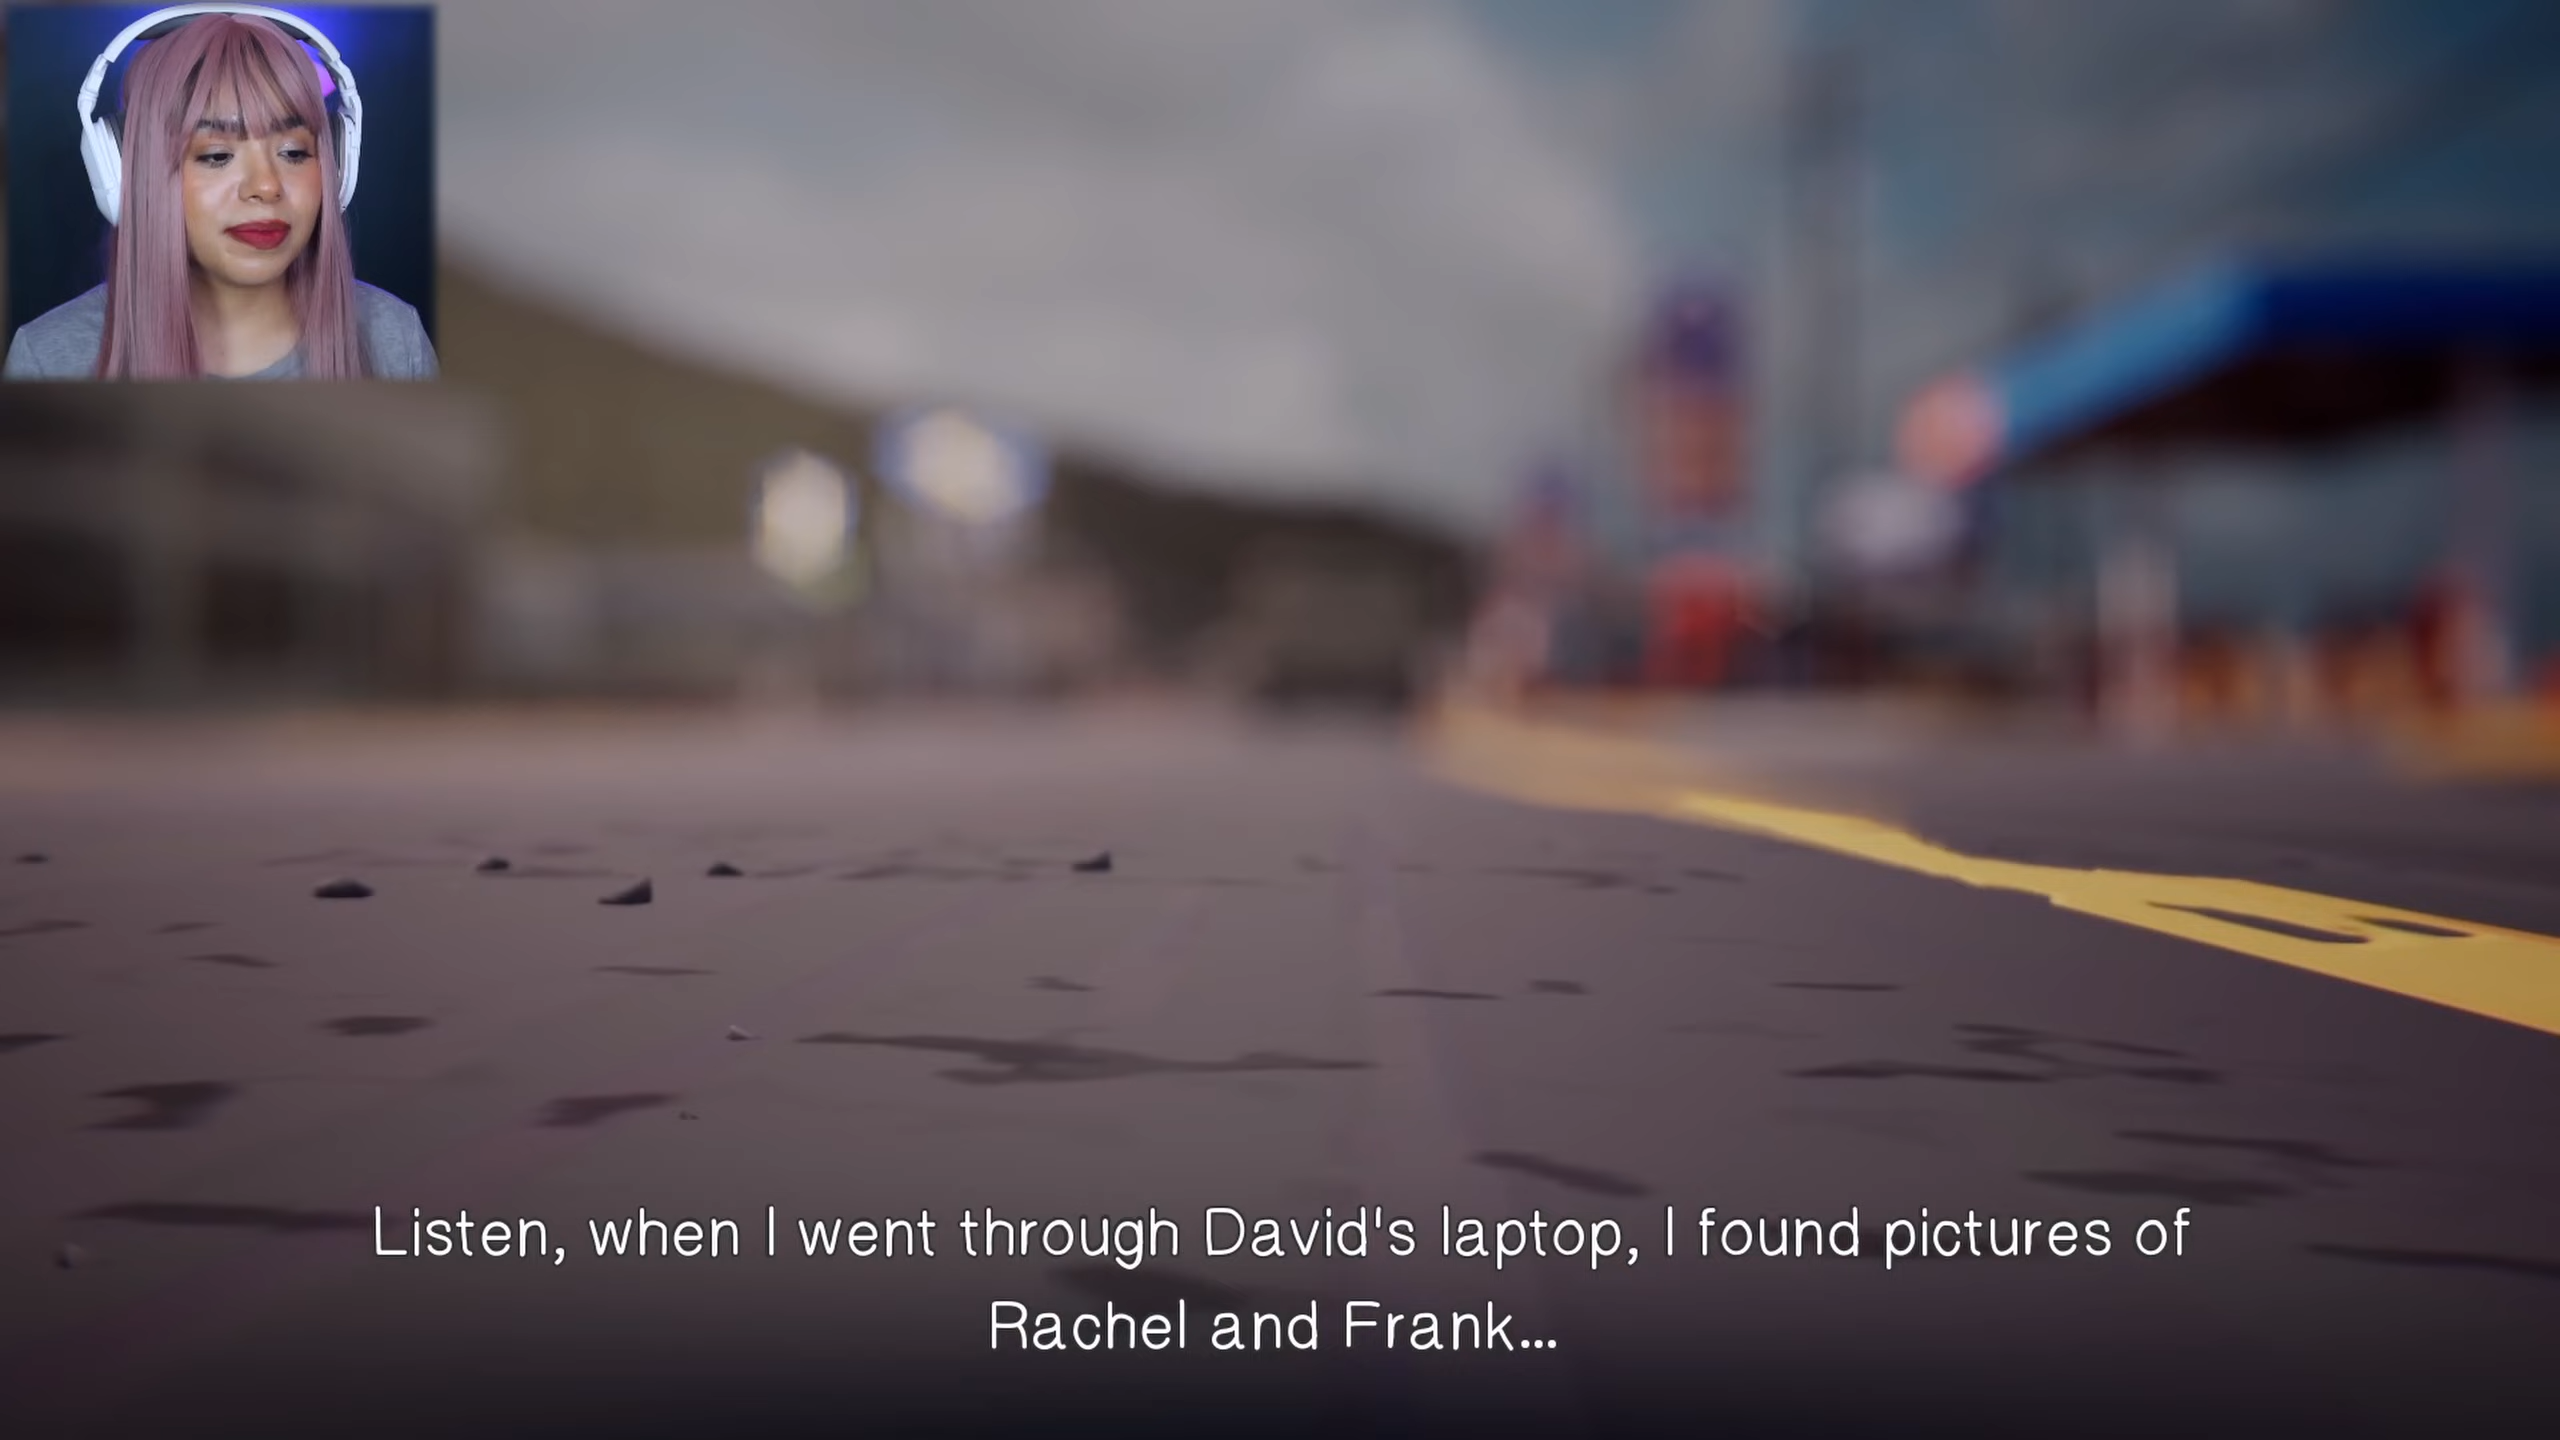 Listen, when I went through David's laptop, I found pictures of
Rachel and Frank...